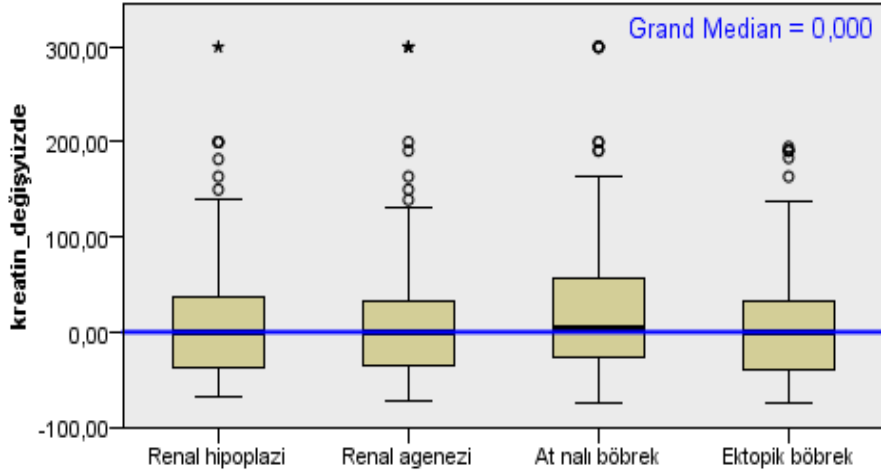 Grand Median = 0,000
kreatin_değişyüzde
300,00
200,00
100,00
0,00
-100,00
Renal hipoplazi
Renal agenezi
At nalı böbrek
Ektopik böbrek